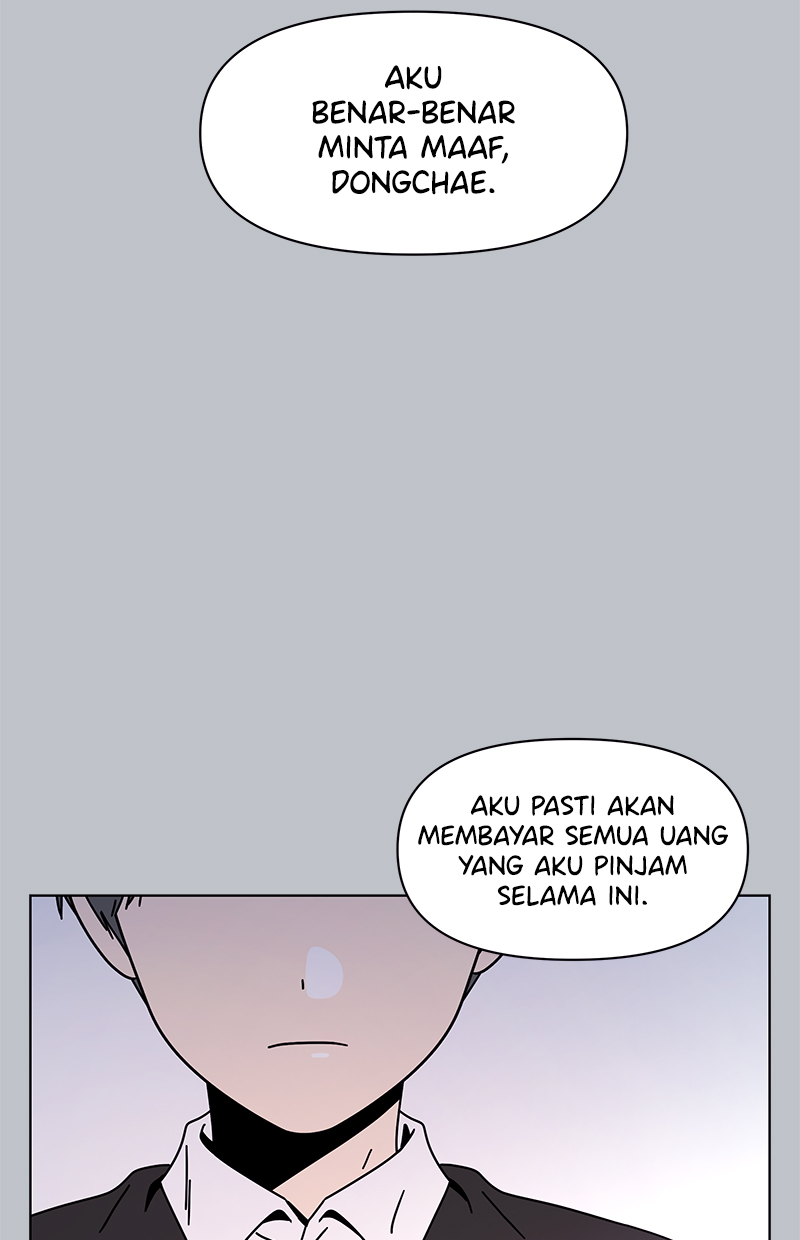 AKU
BENAR-BENAR
MINTA MAAF,
DONGCHAE.
AKU PASTI AKAN
MEMBAYAR SEMUA UANG
YANG AKU PINJAM
SELAMA INI.